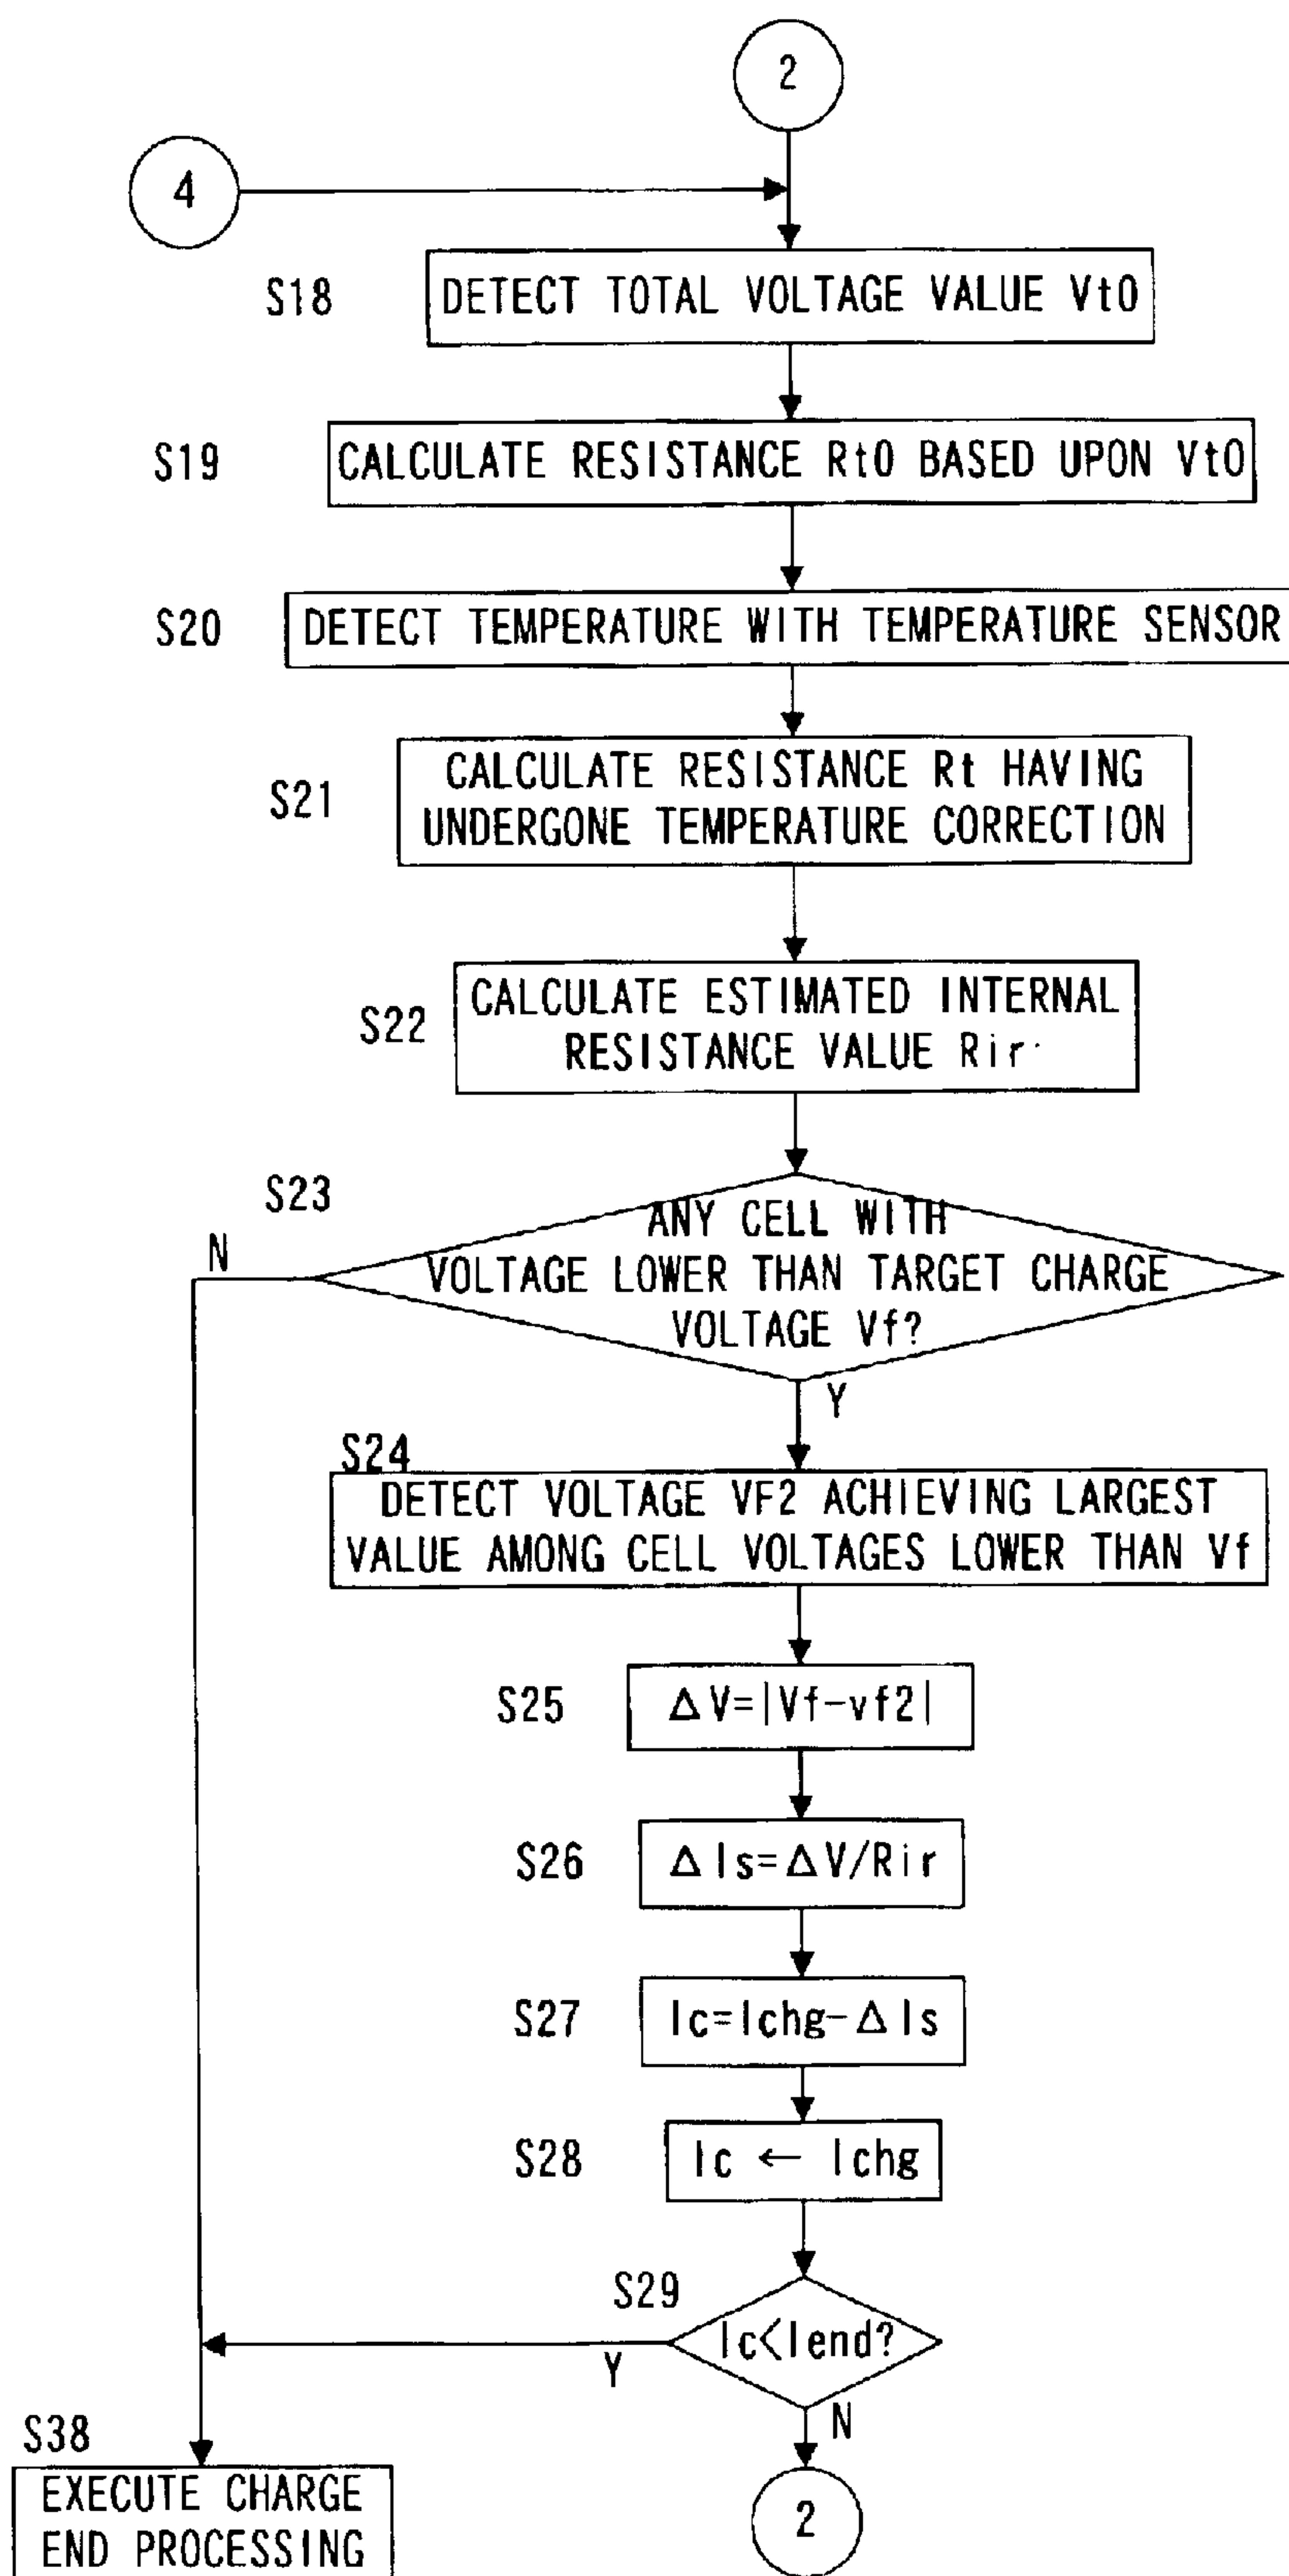 2
4
S18
DETECT TOTAL VOLTAGE VALUE Vt0
S19
CALCULATE RESISTANCE Rt0 BASED UPON Vt0
S20
DETECT TEMPERATURE WITH TEMPERATURE SENSOR
S21
CALCULATE RESISTANCE Rt HAVING
UNDERGONE TEMPERATURE CORRECTION
S22
CALCULATE ESTIMATED INTERNAL
RESISTANCE VALUE Rir
S23
ANY CELL WITH
VOLTAGE LOWER THAN TARGET CHARGE
VOLTAGE Vf?
N
Y
S24
DETECT VOLTAGE VF2 ACHIEVING LARGEST
VALUE AMONG CELL VOLTAGES LOWER THAN Vf
S25
ΔV=|Vf-vf2|
S26
ΔIs=ΔV/Rir
S27
Ic=Ichg-ΔIs
S28
Ic ← Ichg
S29
Ic<Iend?
Y
N
S38
EXECUTE CHARGE
END PROCESSING
2